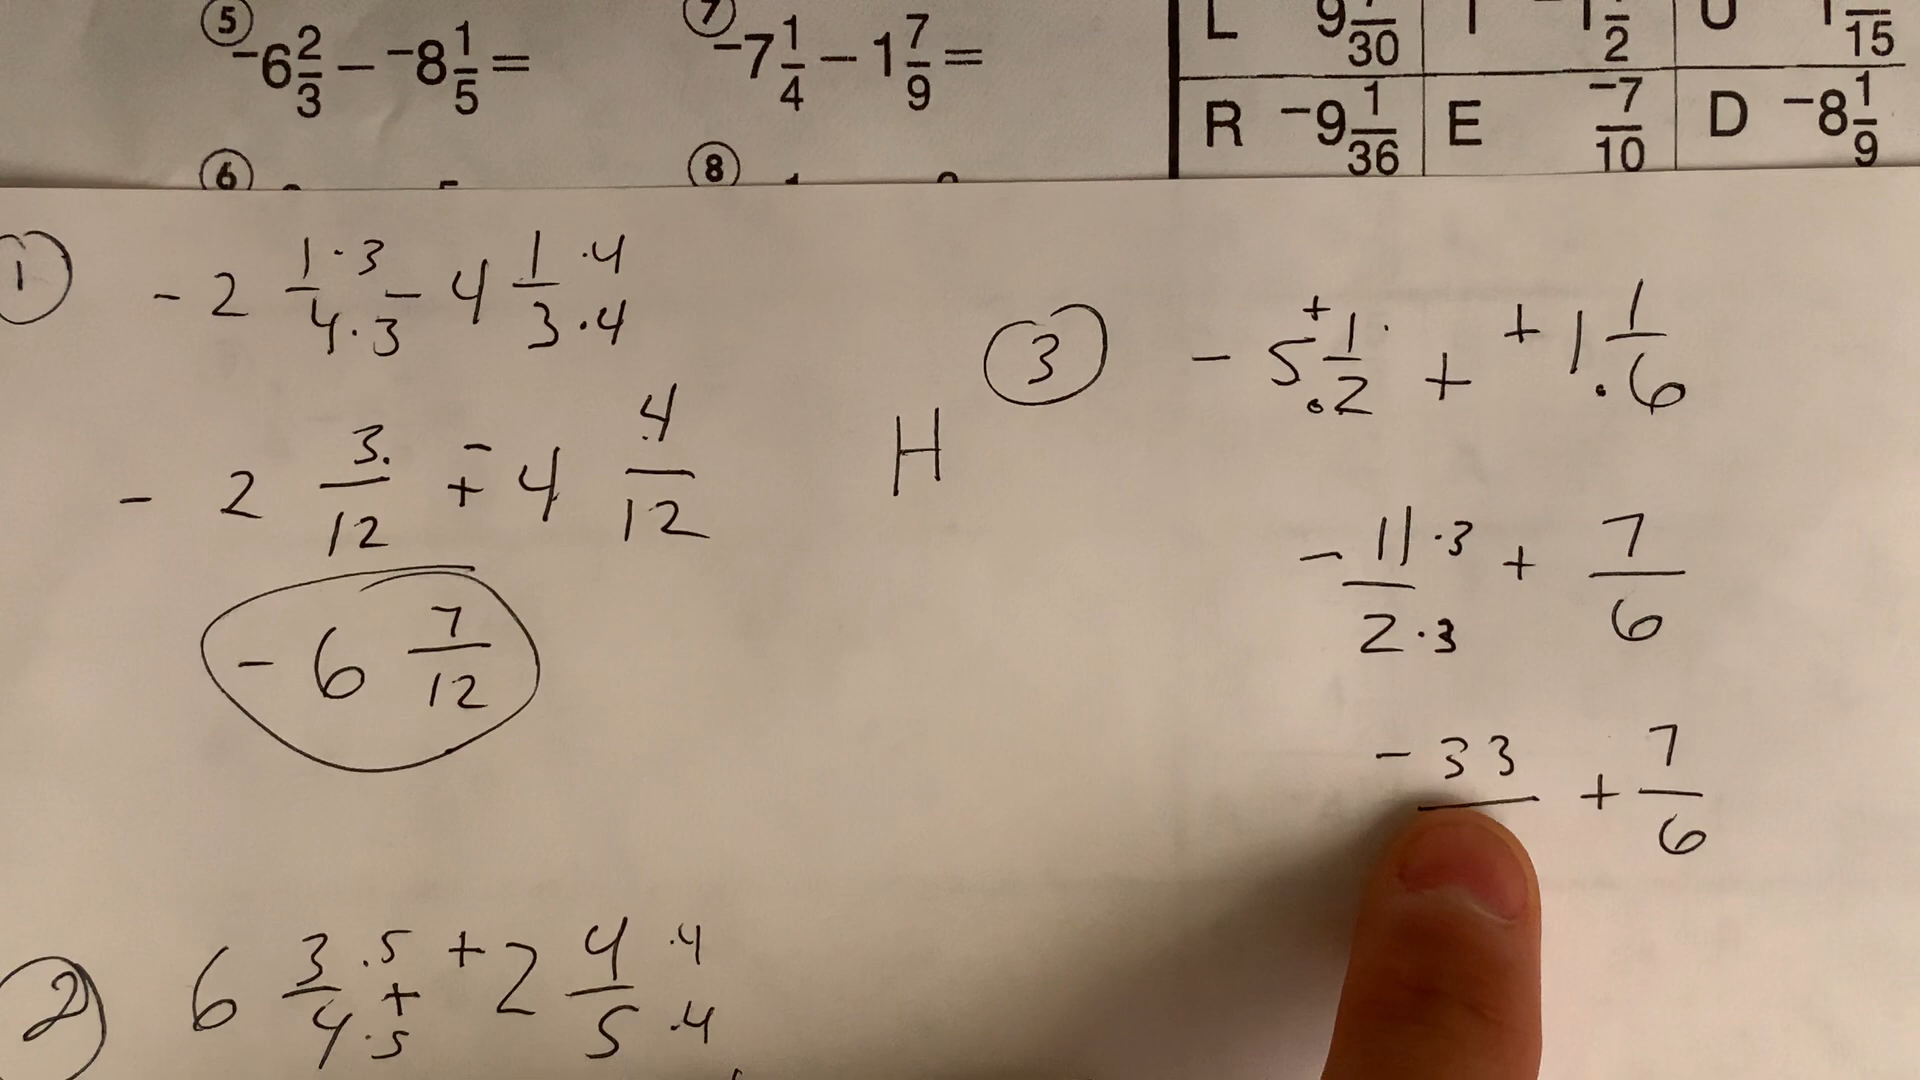 5 -6 2/3 - -8 1/5 =
7 -7 1/4 - 1 7/9 =
L 9 /30
1/2
/15
R -9 1/36
E -7/10
D -8 1/9
6
8
1 - 2 1·3/4·3 - 4 1·4/3·4
- 2 3/12 + - 4 4/12
- 6 7/12
H
2 6 3·5/4·5 + + 2 4·4/5·4
3 - 5 + 1/·2 + + 1 1/·6
- 11·3/2·3 + 7/6
- 33/ + 7/6